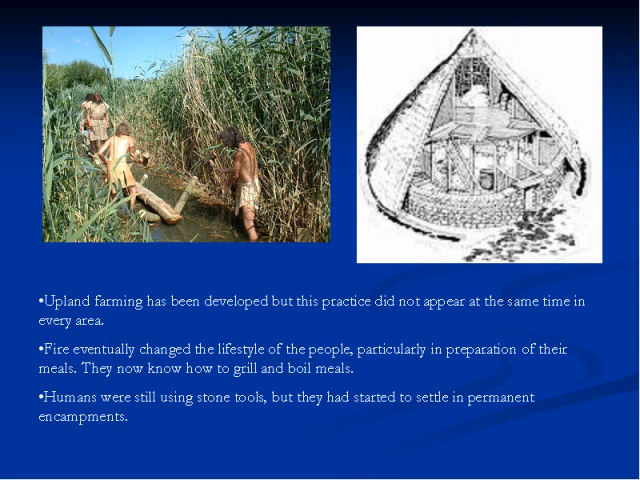 •Upland farming has been developed but this practice did not appear at the same time in
every area.
•Fire eventually changed the lifestyle of the people, particularly in preparation of their
meals. They now know how to grill and boil meals.
•Humans were still using stone tools, but they had started to settle in permanent
encampments.